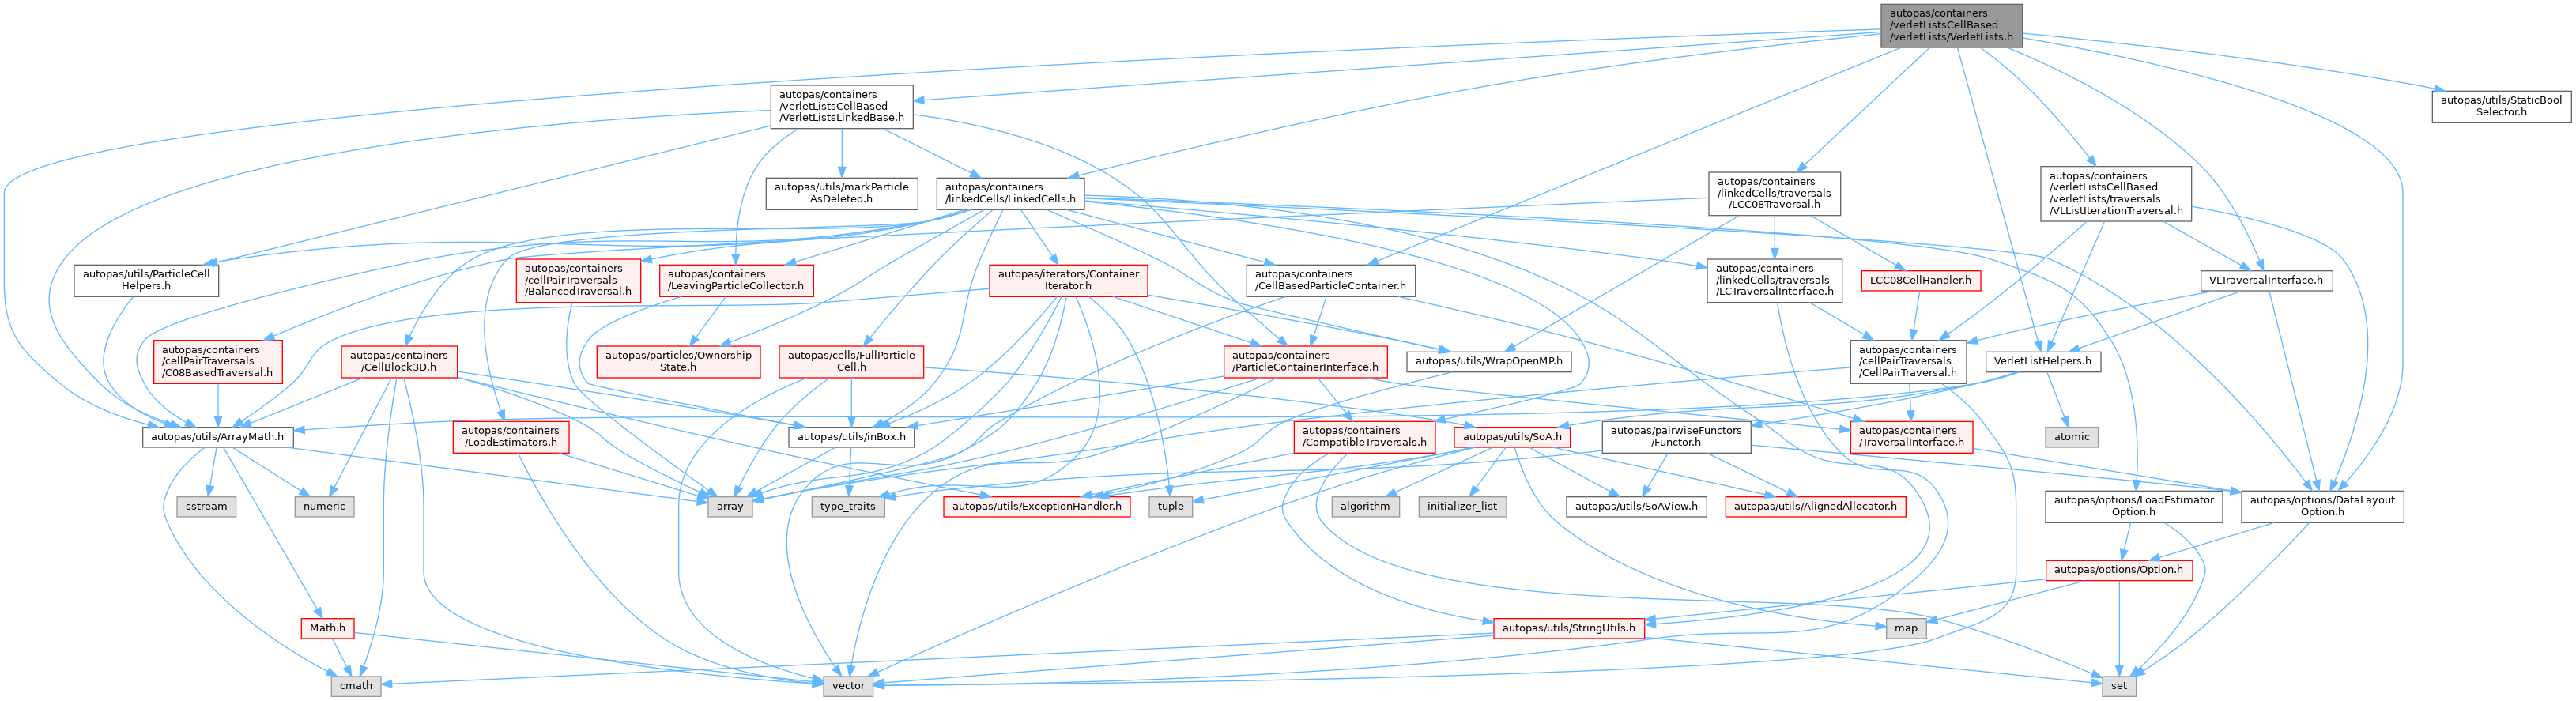 autopas/containers
/verletListsCellBased
/verletLists/VerletLists.h
autopas/containers
/verletListsCellBased
/VerletListsLinkedBase.h
autopas/utils/StaticBool
Selector.h
autopas/utils/markParticle
AsDeleted.h
autopas/containers
/linkedCells/LinkedCells.h
autopas/containers
/linkedCells/traversals
/LCC08Traversal.h
autopas/containers
/verletListsCellBased
/verletLists/traversals
/VLListIterationTraversal.h
autopas/utils/ParticleCell
Helpers.h
autopas/containers
/cellPairTraversals
/BalancedTraversal.h
autopas/containers
/LeavingParticleCollector.h
autopas/iterators/Container
Iterator.h
autopas/containers
/CellBasedParticleContainer.h
autopas/containers
/linkedCells/traversals
/LCTraversalInterface.h
LCC08CellHandler.h
VLTraversalInterface.h
autopas/containers
/cellPairTraversals
/C08BasedTraversal.h
autopas/containers
/CellBlock3D.h
autopas/particles/Ownership
State.h
autopas/cells/FullParticle
Cell.h
autopas/containers
/ParticleContainerInterface.h
autopas/utils/WrapOpenMP.h
autopas/containers
/cellPairTraversals
/CellPairTraversal.h
VerletListHelpers.h
autopas/utils/ArrayMath.h
autopas/containers
/LoadEstimators.h
autopas/utils/inBox.h
autopas/containers
/CompatibleTraversals.h
autopas/utils/SoA.h
autopas/pairwiseFunctors
/Functor.h
autopas/containers
/TraversalInterface.h
atomic
sstream
numeric
array
type_traits
autopas/utils/ExceptionHandler.h
tuple
algorithm
initializer_list
autopas/utils/SoAView.h
autopas/utils/AlignedAllocator.h
autopas/options/LoadEstimator
Option.h
autopas/options/DataLayout
Option.h
autopas/options/Option.h
Math.h
autopas/utils/StringUtils.h
map
cmath
vector
set